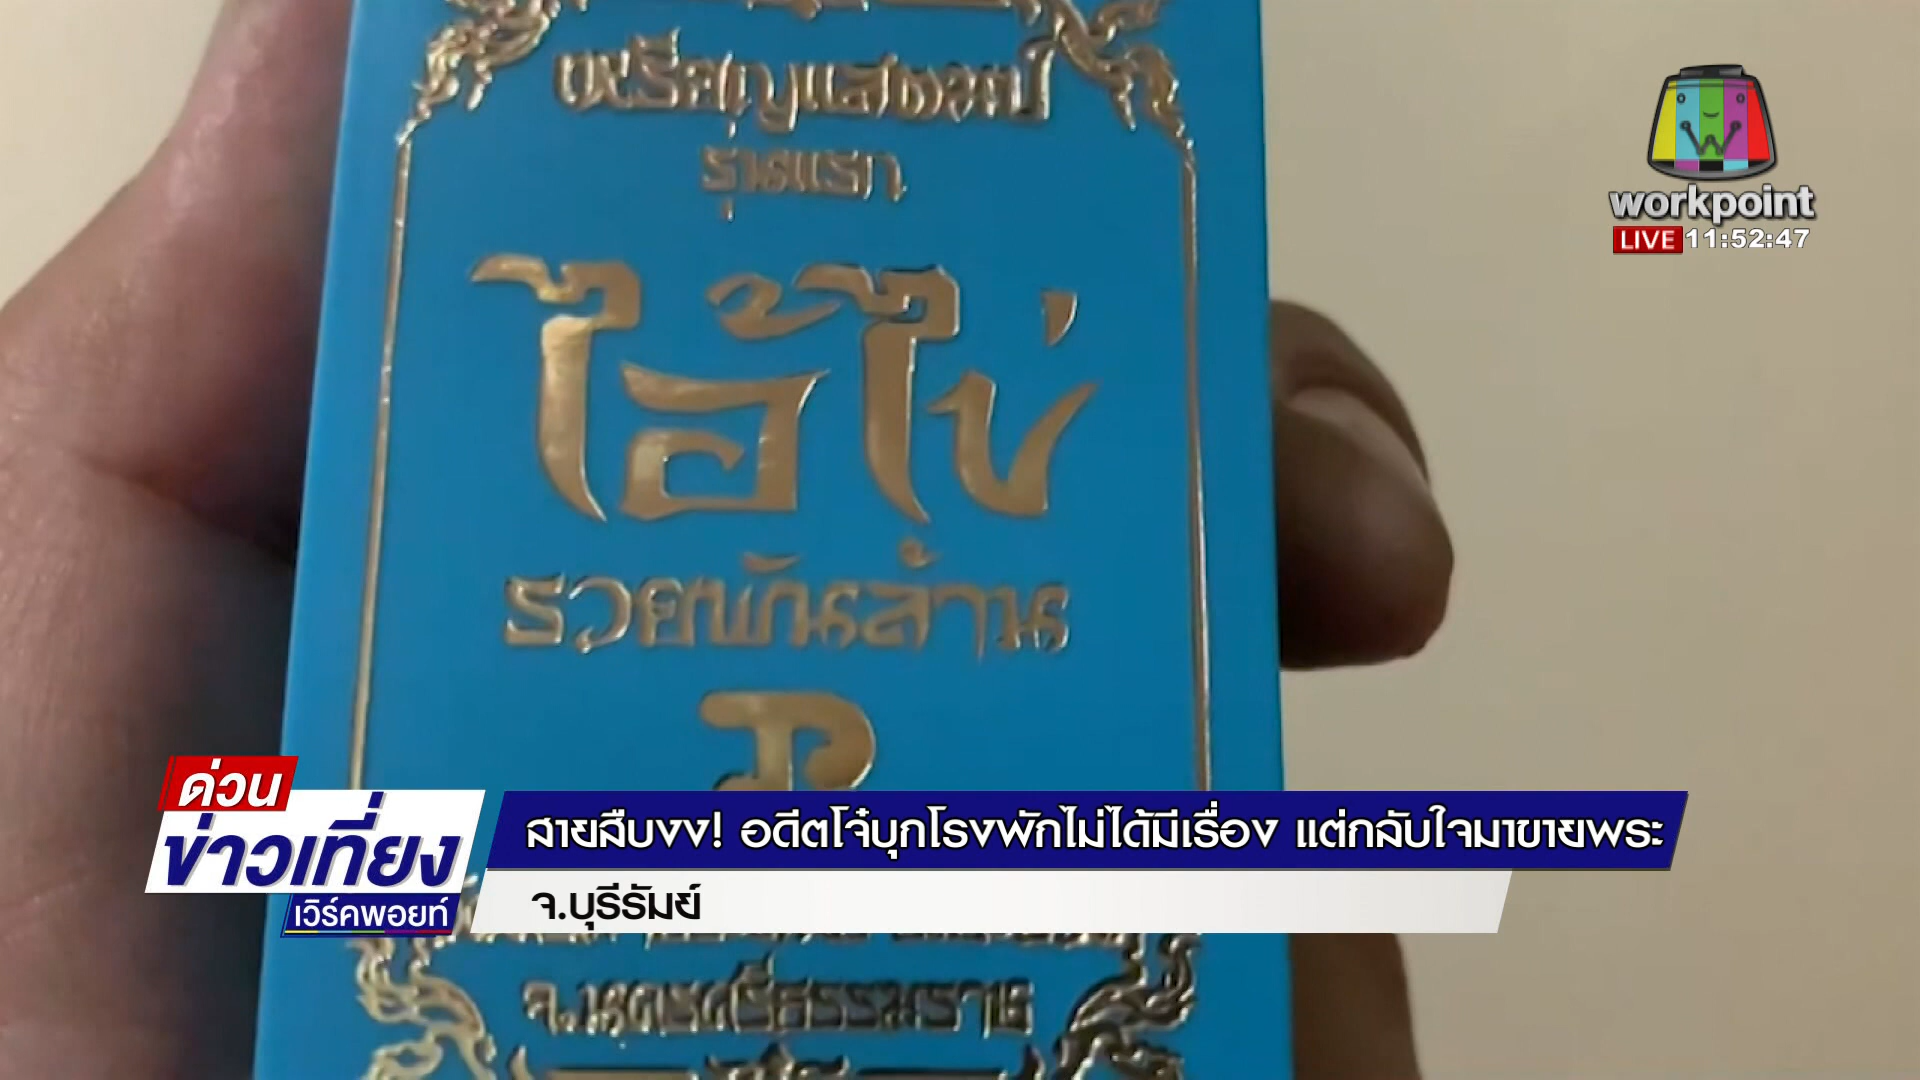 เหรียญแสตมป์
รุ่นแรก
ไอ้ไข่
รวยพันล้าน
workpoint
LIVE 11:52:47
ด่วน
ข่าวเที่ยง
เวิร์คพอยท์
สายสืบงง! อดีตโจ๋บุกโรงพักไม่ได้มีเรื่อง แต่กลับใจมาขายพระ
จ.บุรีรัมย์
จ.นครศรีธรรมราช